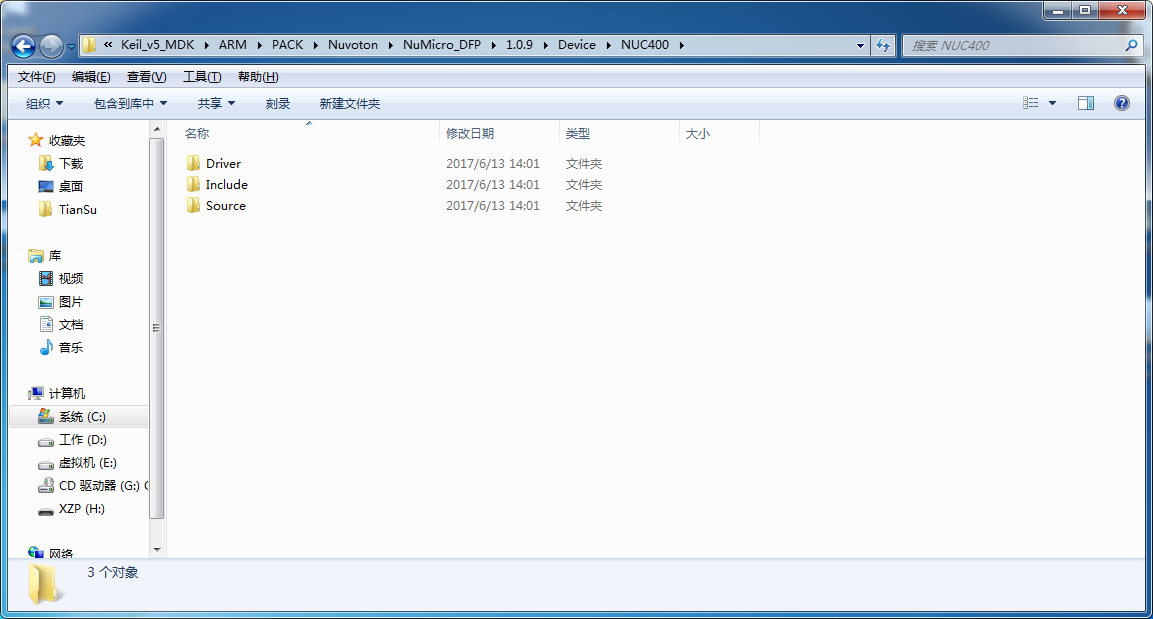 « Keil_v5_MDK ▸ ARM ▸ PACK ▸ Nuvoton ▸ NuMicro_DFP ▸ 1.0.9 ▸ Device ▸ NUC400 ▸
搜索 NUC400
文件(F) 编辑(E) 查看(V) 工具(T) 帮助(H)
组织 包含到库中 共享 刻录 新建文件夹
名称 修改日期 类型 大小
Driver 2017/6/13 14:01 文件夹
Include 2017/6/13 14:01 文件夹
Source 2017/6/13 14:01 文件夹
收藏夹
下载
桌面
TianSu
库
视频
图片
文档
音乐
计算机
系统 (C:)
工作 (D:)
虚拟机 (E:)
CD 驱动器 (G:)
XZP (H:)
网络
3 个对象